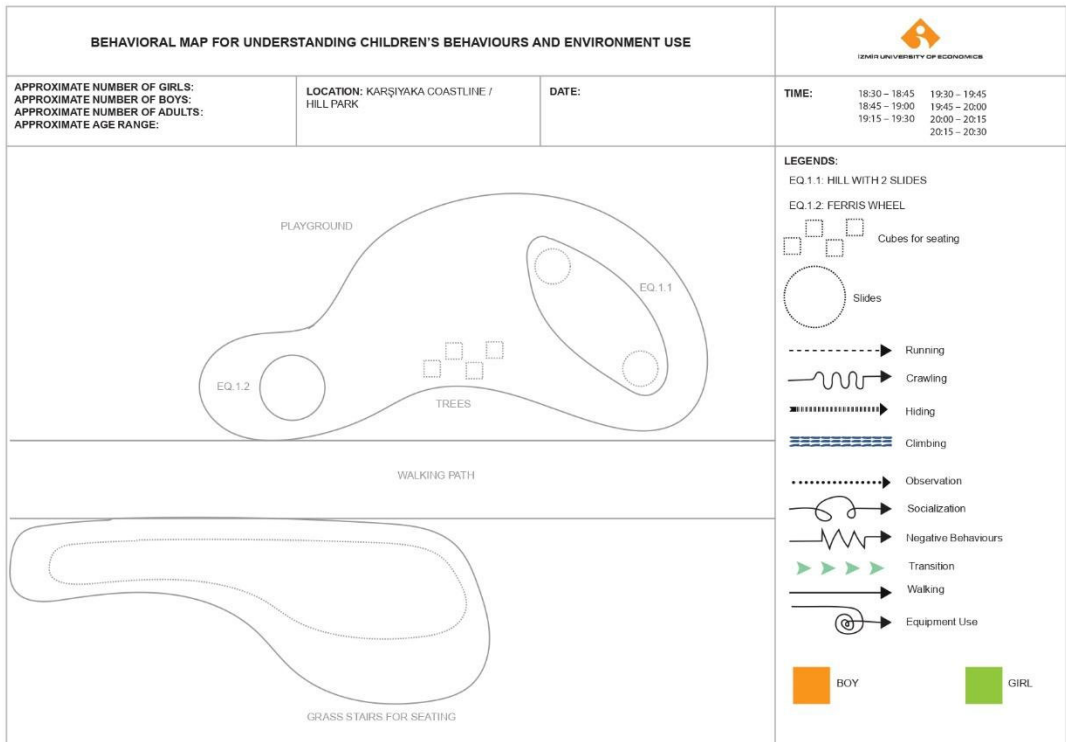 BEHAVIORAL MAP FOR UNDERSTANDING CHILDREN'S BEHAVIOURS AND ENVIRONMENT USE
İZMİR UNIVERSITY OF ECONOMICS
APPROXIMATE NUMBER OF GIRLS:
APPROXIMATE NUMBER OF BOYS:
APPROXIMATE NUMBER OF ADULTS:
APPROXIMATE AGE RANGE:
LOCATION: KARŞIYAKA COASTLINE /
HILL PARK
DATE:
TIME:
18:30 – 18:45
18:45 – 19:00
19:15 – 19:30
19:30 – 19:45
19:45 – 20:00
20:00 – 20:15
20:15 – 20:30
PLAYGROUND
EQ.1.1
EQ.1.2
TREES
WALKING PATH
GRASS STAIRS FOR SEATING
LEGENDS:
EQ.1.1: HILL WITH 2 SLIDES
EQ.1.2: FERRIS WHEEL
Cubes for seating
Slides
Running
Crawling
Hiding
Climbing
Observation
Socialization
Negative Behaviours
Transition
Walking
Equipment Use
BOY
GIRL